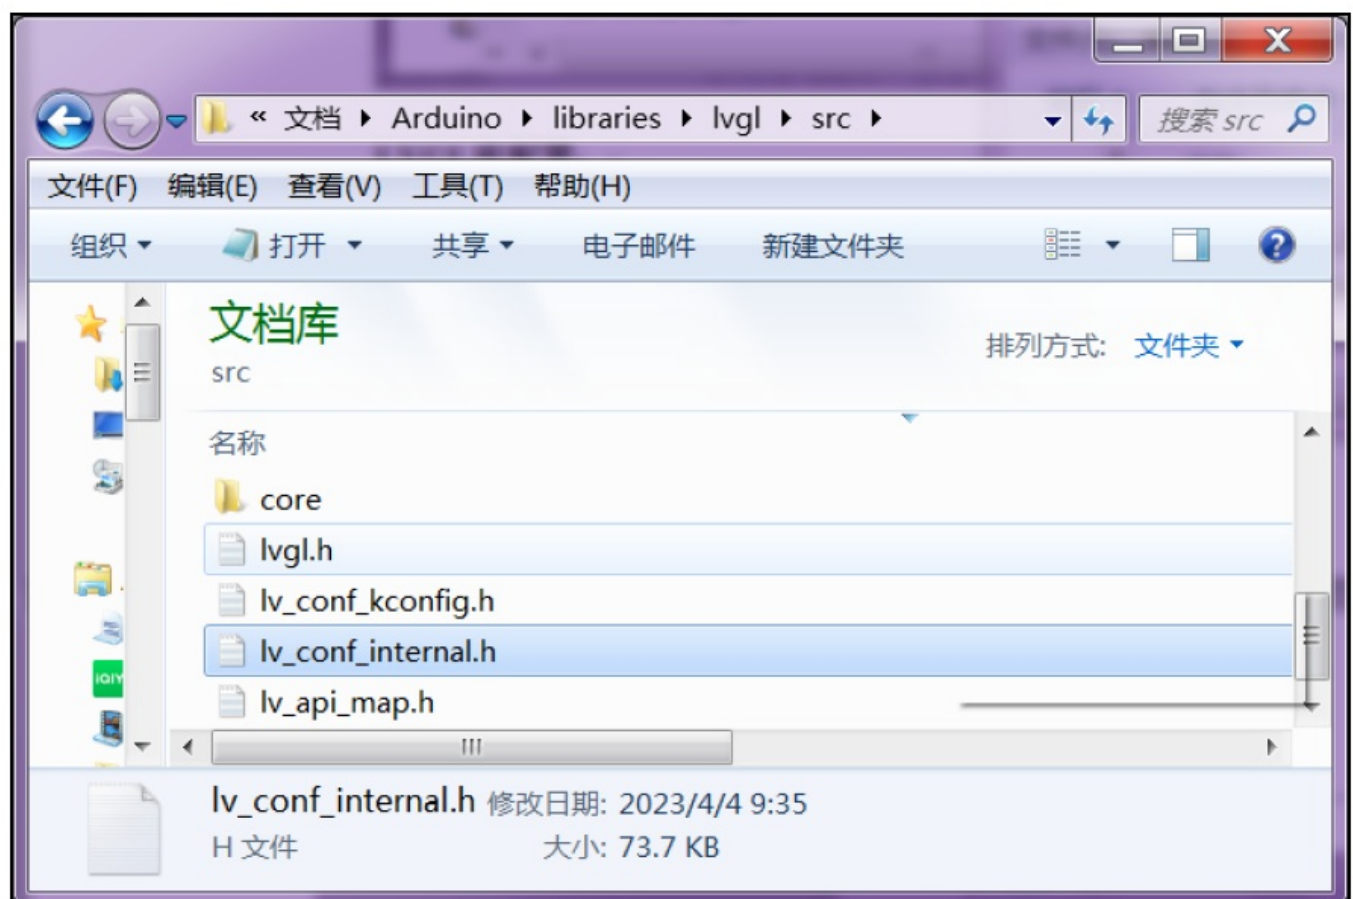 « 文档 ▸ Arduino ▸ libraries ▸ lvgl ▸ src ▸ 搜索 src
文件(F) 编辑(E) 查看(V) 工具(T) 帮助(H)
组织 打开 共享 电子邮件 新建文件夹
文档库
src
排列方式: 文件夹
名称
core
lvgl.h
lv_conf_kconfig.h
lv_conf_internal.h
lv_api_map.h
lv_conf_internal.h 修改日期: 2023/4/4 9:35
H 文件 大小: 73.7 KB